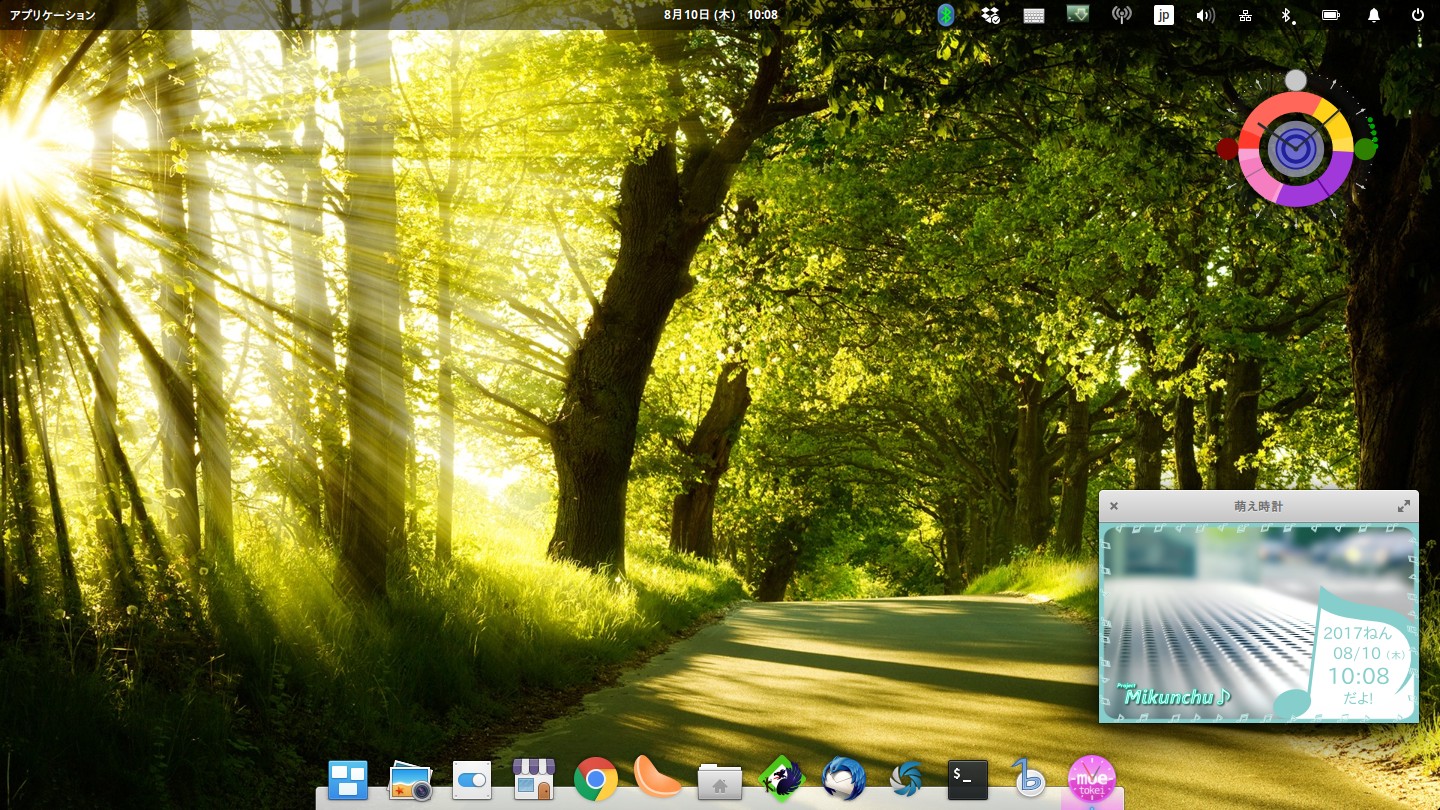 アプリケーション
8月10日 (木) 10:08
jp
萌え時計
2017ねん
08/10 (木)
10:08
だよ!
Project
Mikunchu♪
$_
moe
tokei